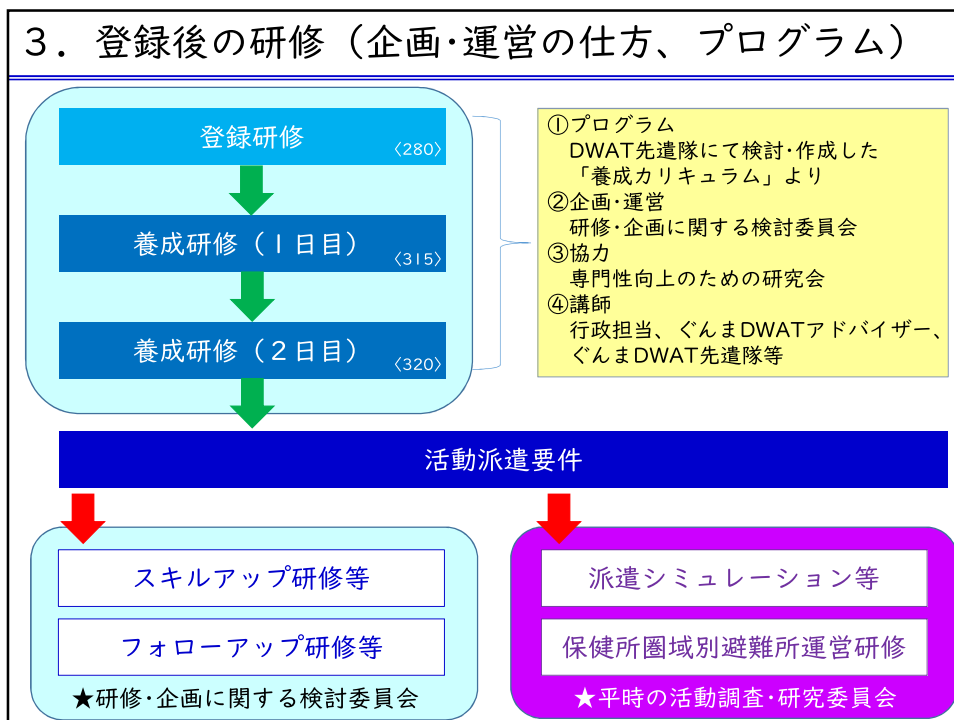 ３．登録後の研修（企画･運営の仕方、プログラム）
登録研修
〈280〉
養成研修（１日目）
〈315〉
養成研修（２日目）
〈320〉
①プログラム
DWAT先遣隊にて検討･作成した
「養成カリキュラム」より
②企画･運営
研修･企画に関する検討委員会
③協力
専門性向上のための研究会
④講師
行政担当、ぐんまDWATアドバイザー、
ぐんまDWAT先遣隊等
活動派遣要件
スキルアップ研修等
フォローアップ研修等
★研修･企画に関する検討委員会
派遣シミュレーション等
保健所圏域別避難所運営研修
★平時の活動調査･研究委員会